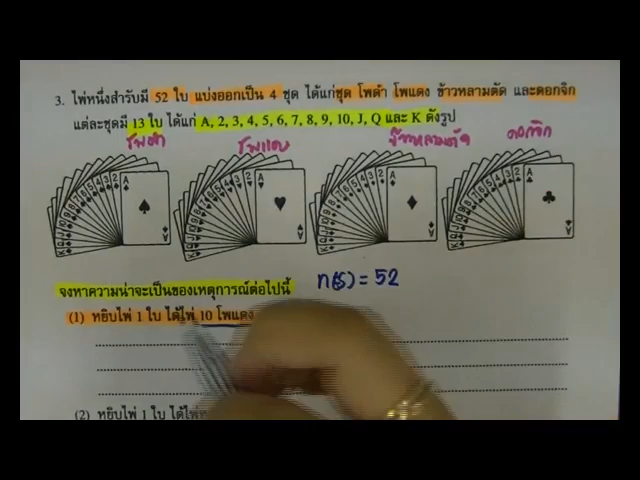 3. ไพ่หนึ่งสำรับมี 52 ใบ แบ่งออกเป็น 4 ชุด ได้แก่ชุด โพดำ โพแดง ข้าวหลามตัด และดอกจิก
แต่ละชุดมี 13 ใบ ได้แก่ A, 2, 3, 4, 5, 6, 7, 8, 9, 10, J, Q และ K ดังรูป
โพดำ โพแดง ข้าวหลามตัด ดอกจิก
จงหาความน่าจะเป็นของเหตุการณ์ต่อไปนี้ n(S) = 52
(1) หยิบไพ่ 1 ใบ ได้ไพ่ 10 โพแดง
(2) หยิบไพ่ 1 ใบ ได้ไพ่